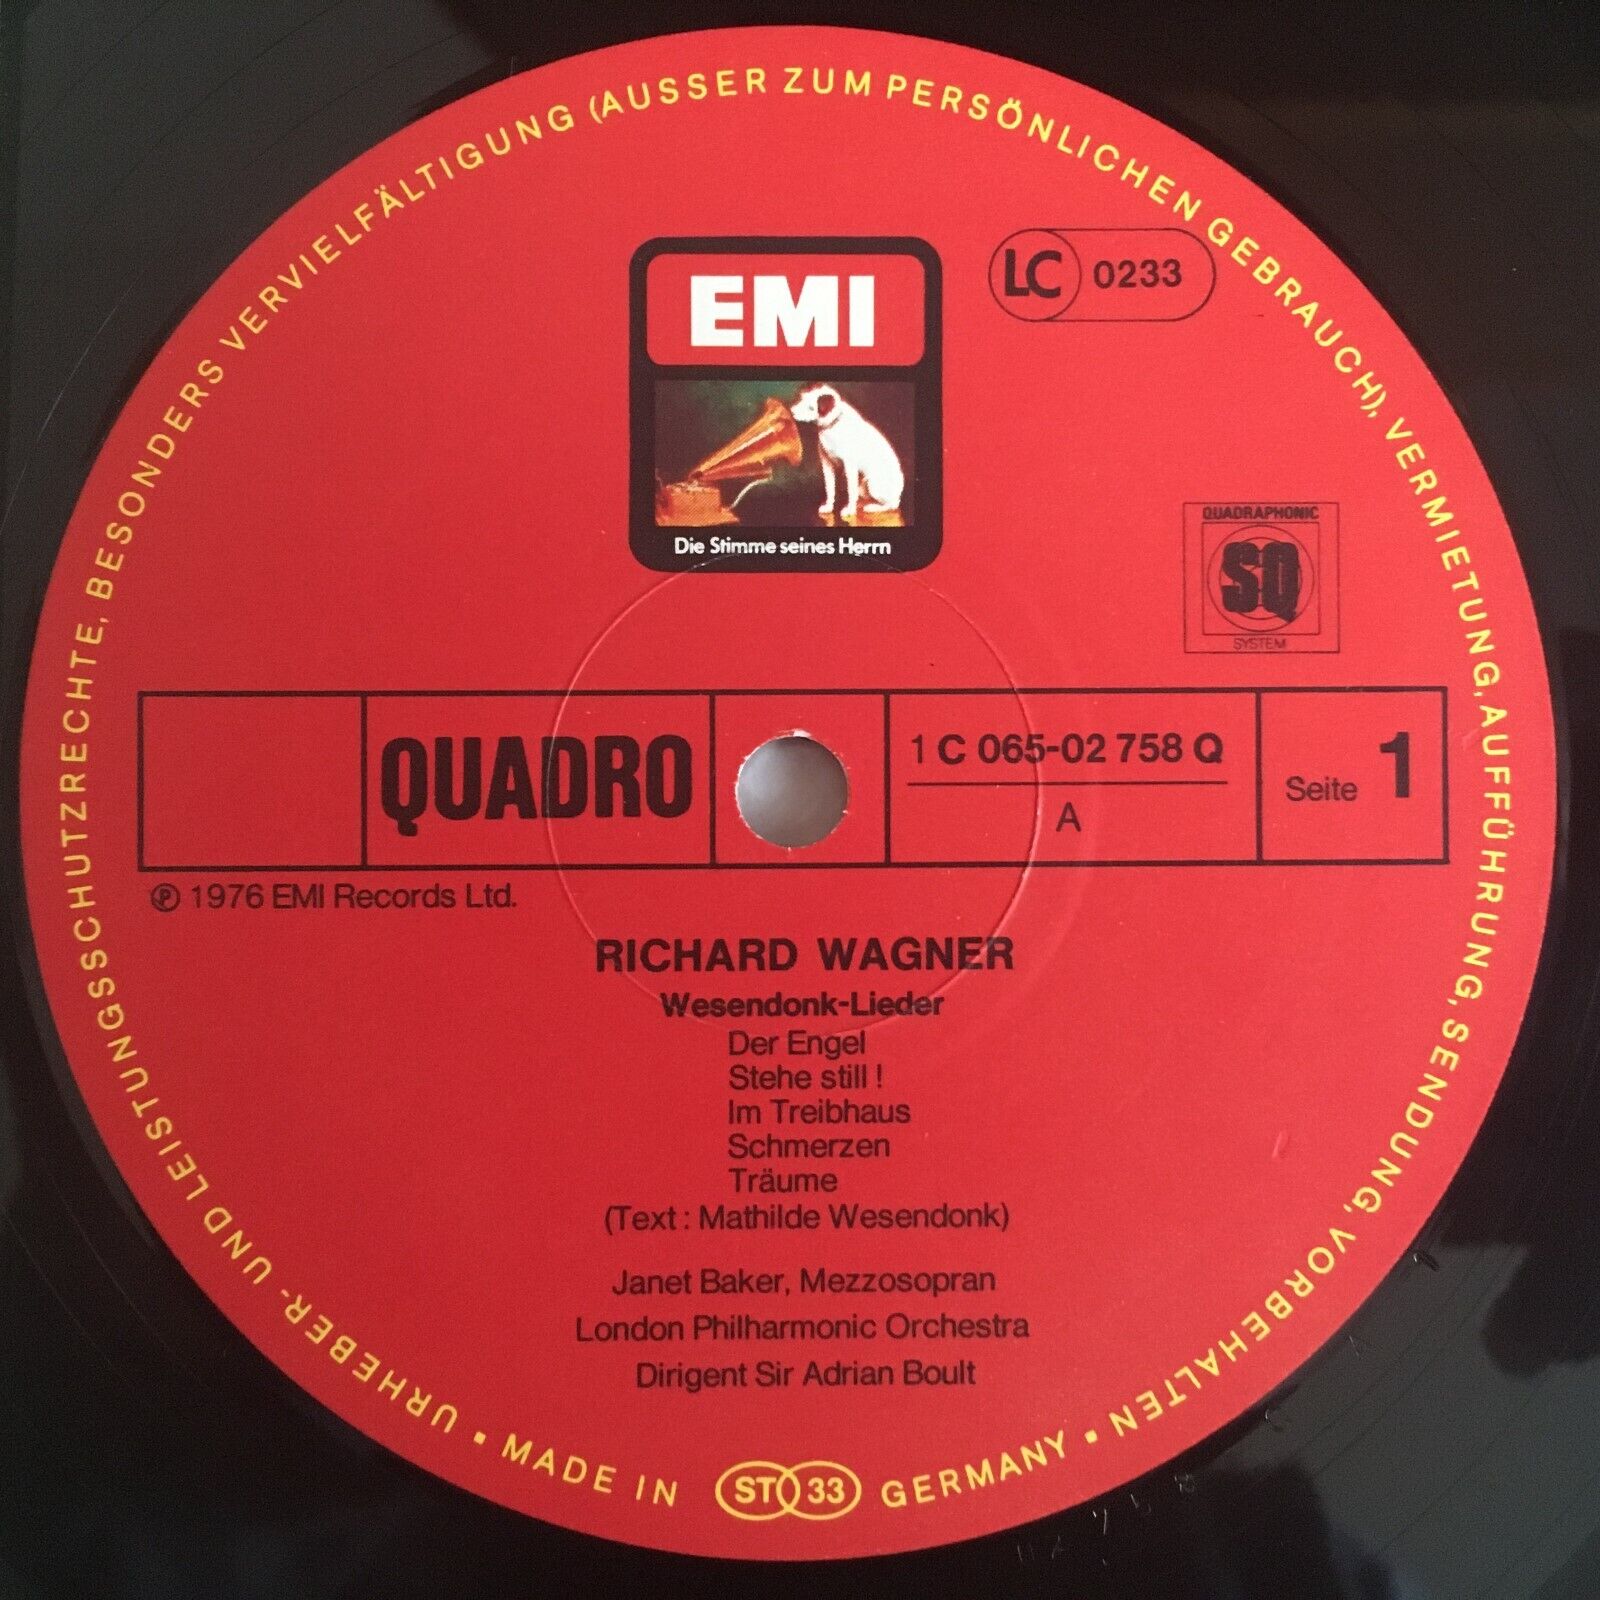 URHEBER- UND LEISTUNGSSCHUTZRECHTE, BESONDERS VERVIELFÄLTIGUNG (AUSSER ZUM PERSÖNLICHEN GEBRAUCH), VERMIETUNG, AUFFÜHRUNG, SENDUNG, VORBEHALTEN
EMI
Die Stimme seines Herrn
LC 0233
QUADRAPHONIC
SQ
SYSTEM
QUADRO
1 C 065-02 758 Q
A
Seite 1
℗ 1976 EMI Records Ltd.
RICHARD WAGNER
Wesendonk-Lieder
Der Engel
Stehe still !
Im Treibhaus
Schmerzen
Träume
(Text : Mathilde Wesendonk)
Janet Baker, Mezzosopran
London Philharmonic Orchestra
Dirigent Sir Adrian Boult
▪ MADE IN ST 33 GERMANY ▪